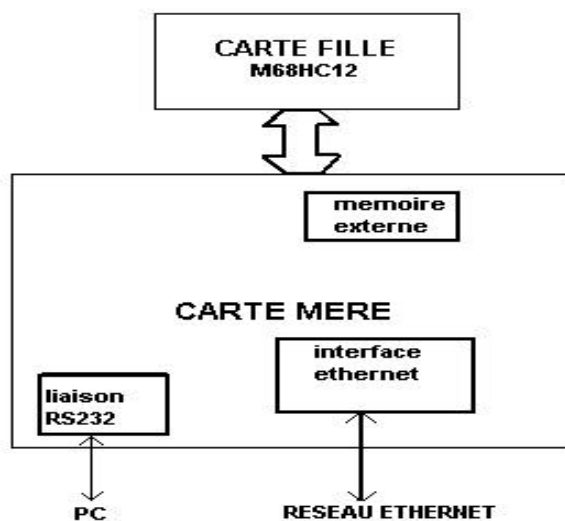 CARTE FILLE
M68HC12
memoire
externe
CARTE MERE
interface
ethernet
liaison
RS232
PC
RESEAU ETHERNET